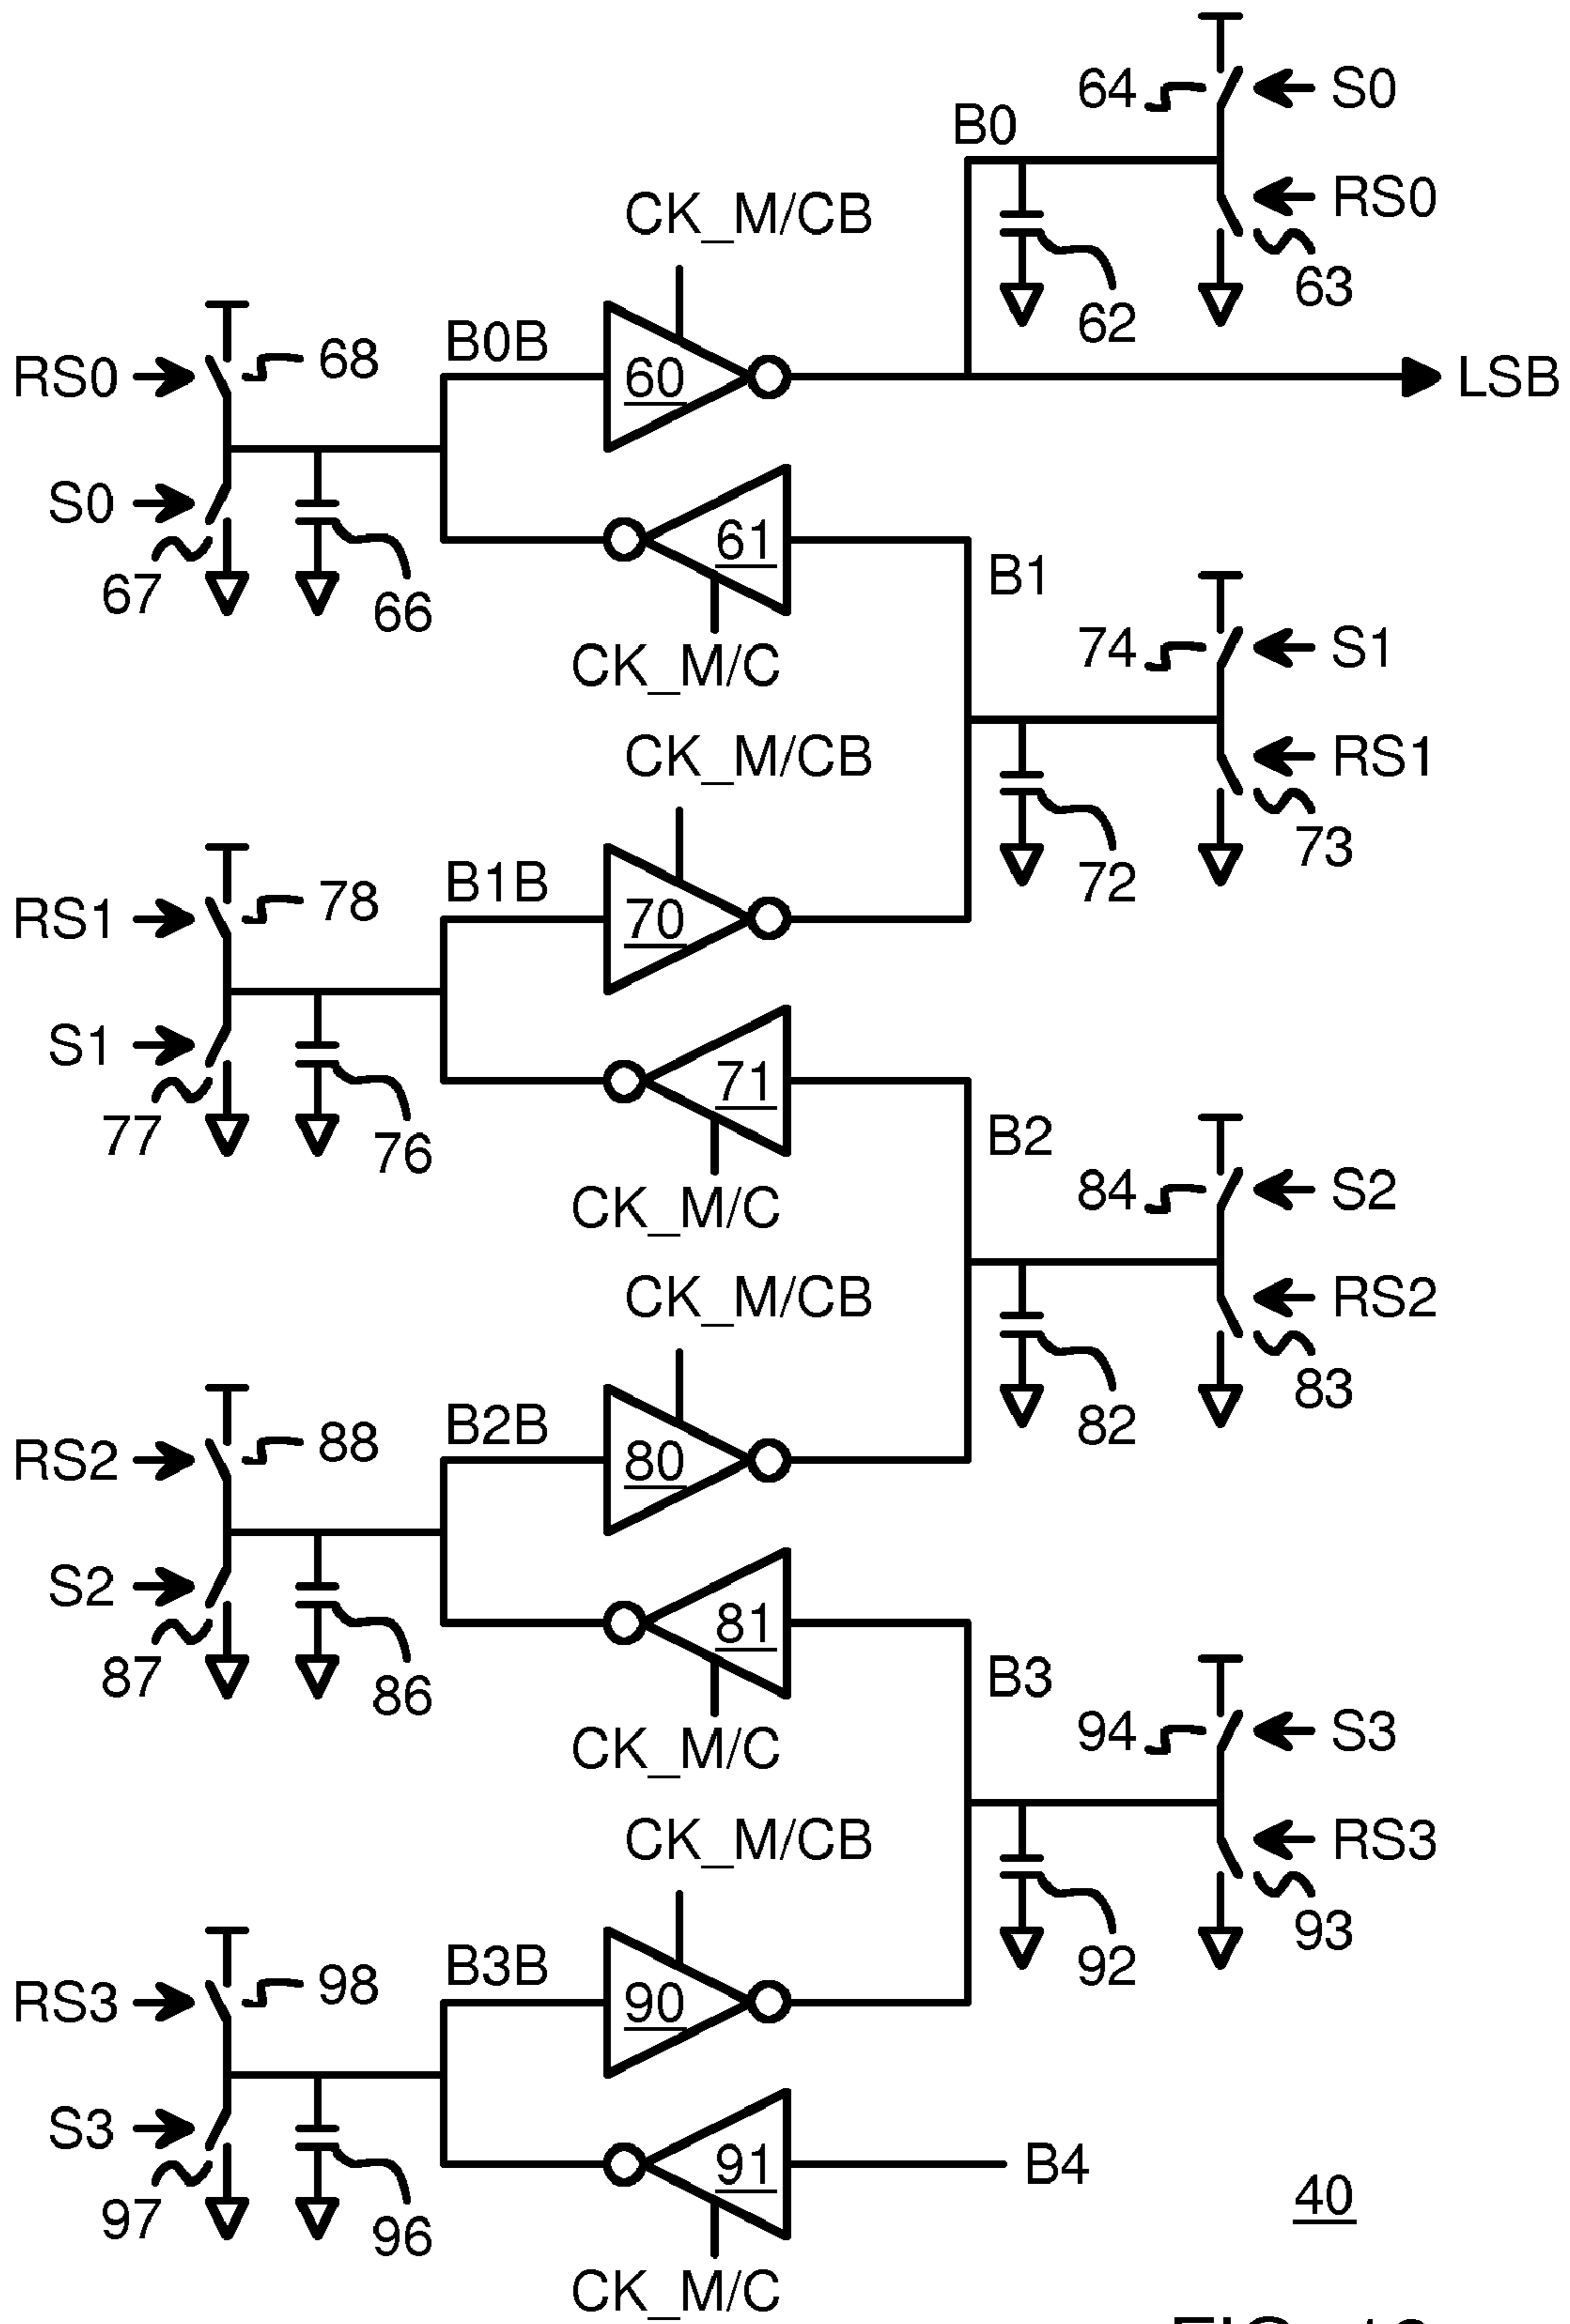 64
S0
B0
RS0
CK_M/CB
63
62
68
B0B
RS0
60
LSB
S0
61
B1
67
66
CK_M/C
74
S1
CK_M/CB
RS1
73
72
78
B1B
RS1
70
S1
71
B2
77
76
84
S2
CK_M/C
CK_M/CB
RS2
83
82
88
B2B
RS2
80
S2
81
B3
87
86
94
S3
CK_M/C
CK_M/CB
RS3
93
92
98
B3B
RS3
90
S3
91
B4
97
96
40
CK_M/C